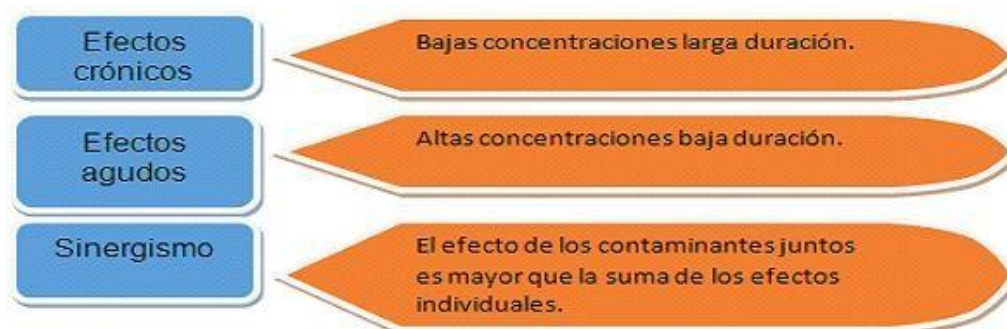 Efectos
crónicos
Bajas concentraciones larga duración.
Efectos
agudos
Altas concentraciones baja duración.
Sinergismo
El efecto de los contaminantes juntos
es mayor que la suma de los efectos
individuales.